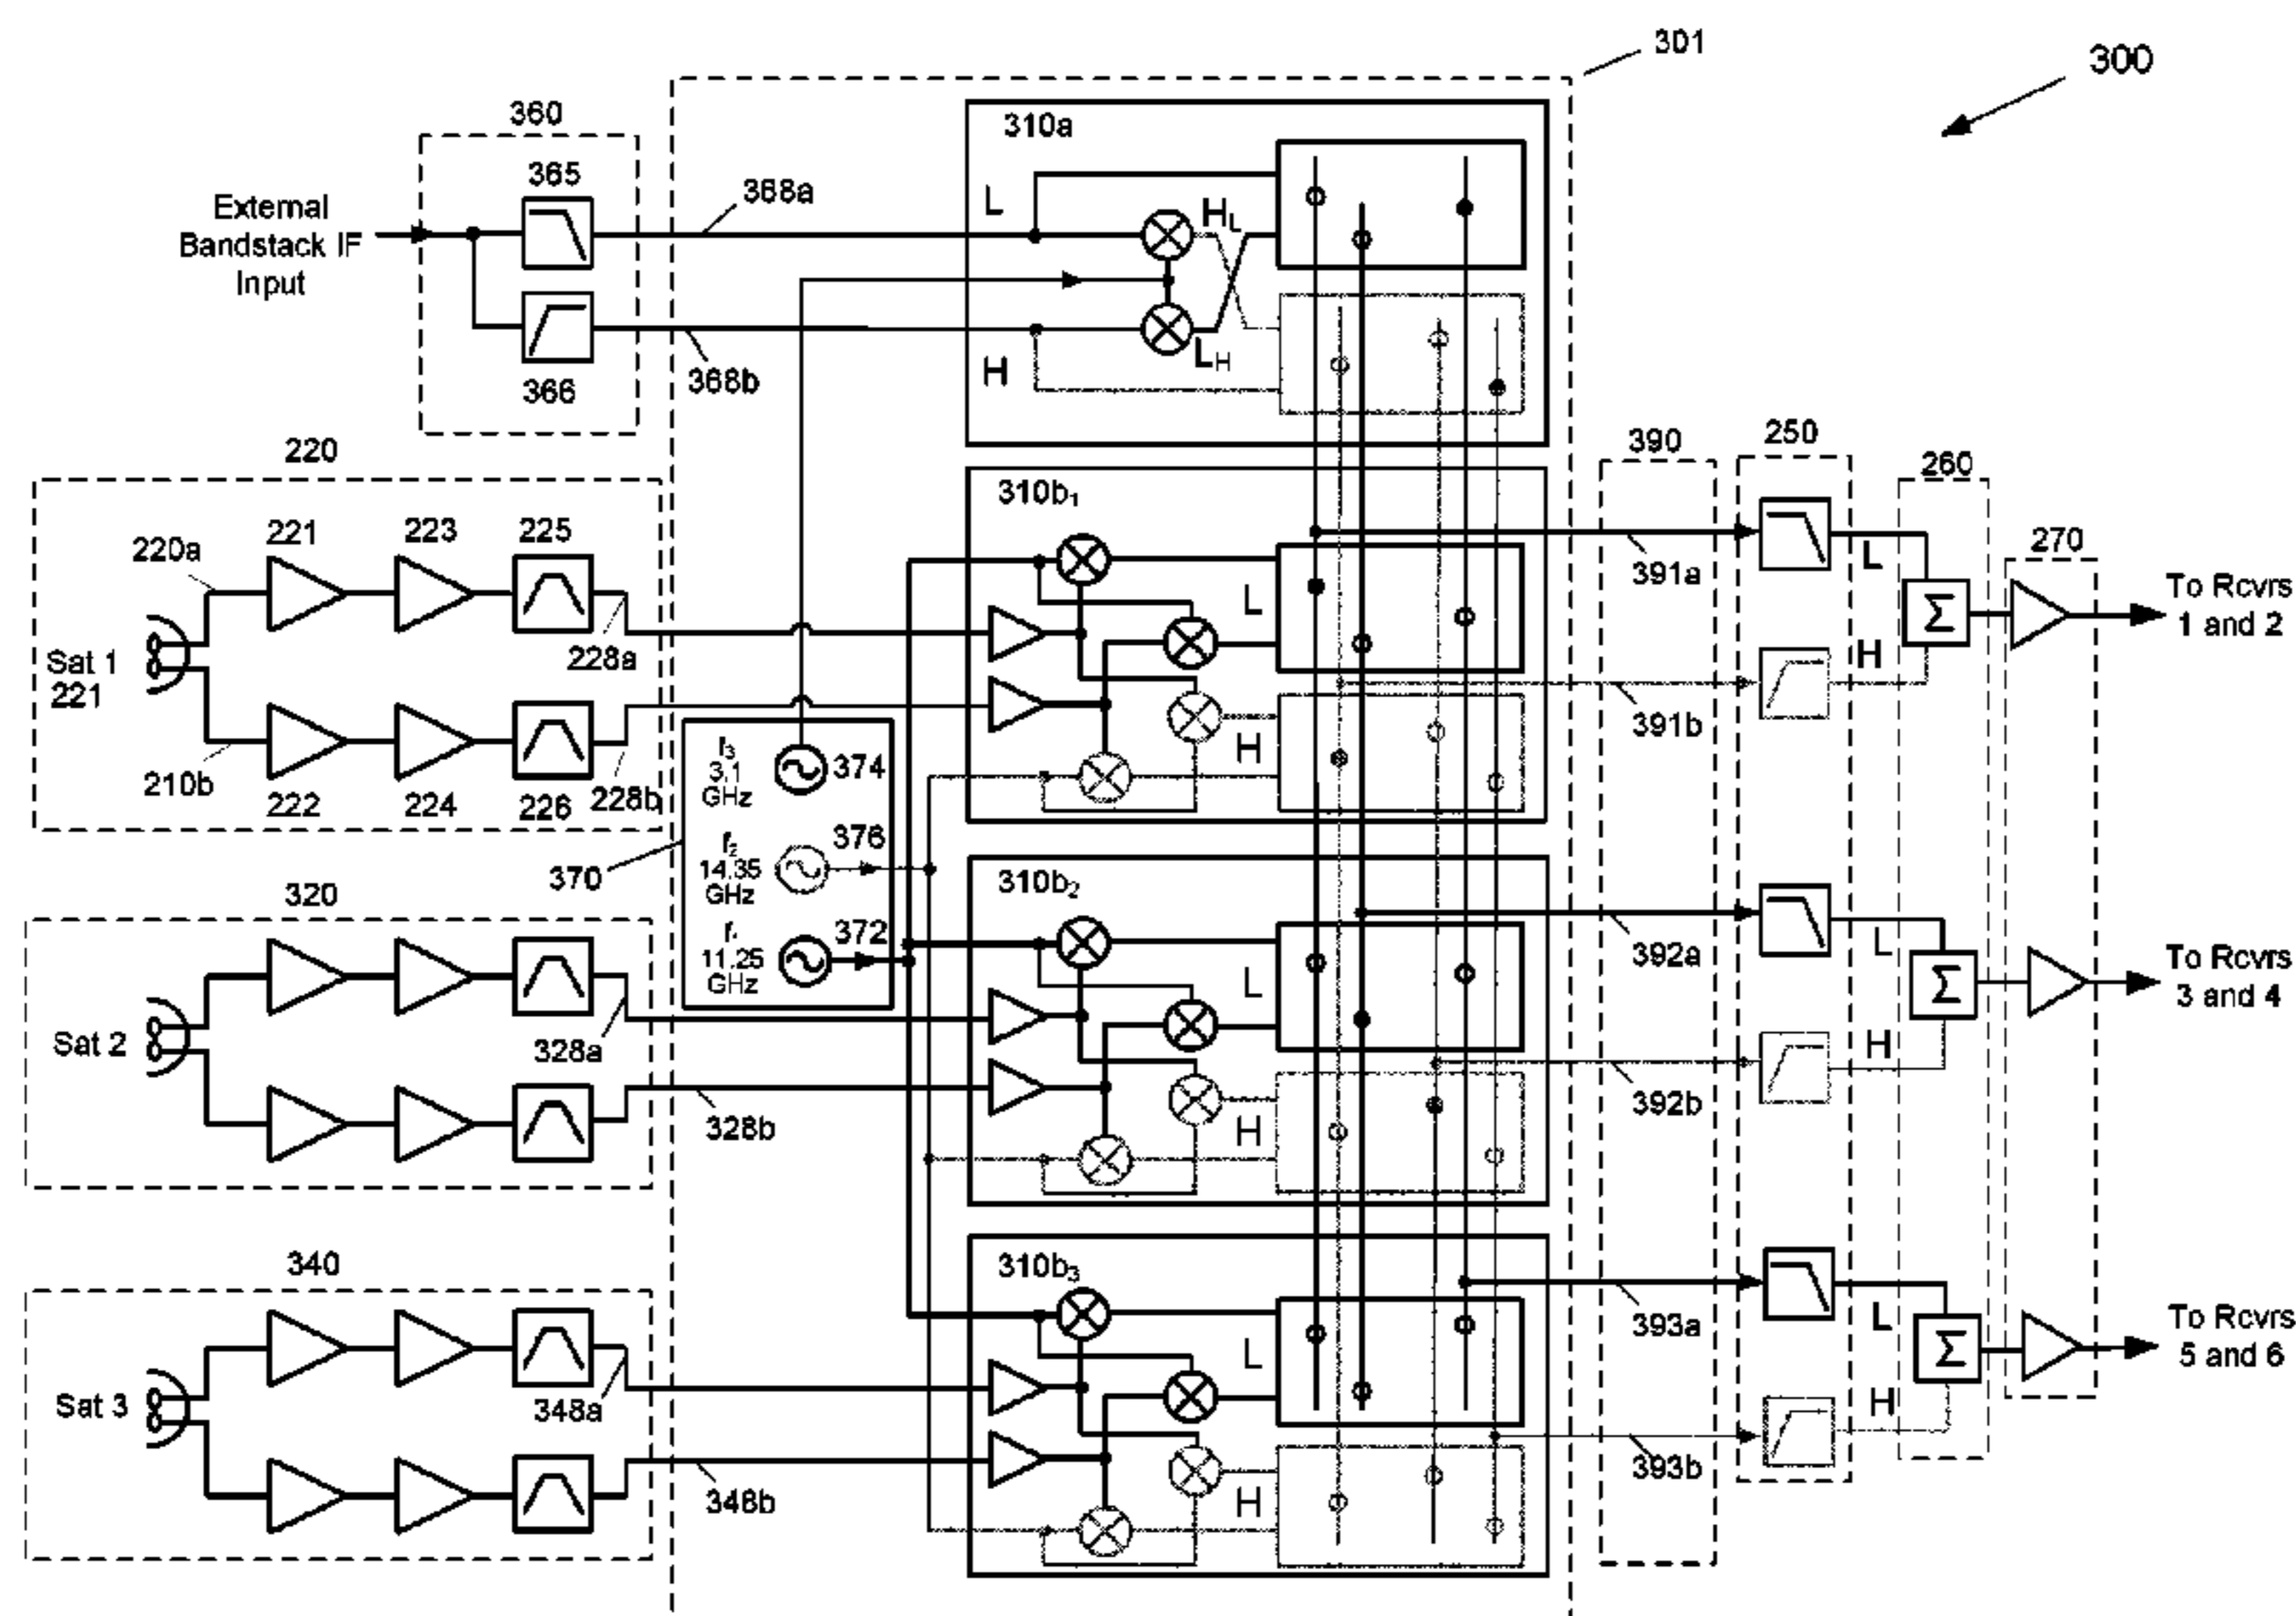 301
300
360
310a
External
Bandstack IF
Input
365
368a
L
H_L
366
368b
H
L_H
220
390
250
260
270
310b₁
220a
221
223
225
Sat 1
221
228a
L
391a
L
Σ
To Rcvrs
1 and 2
H
391b
H
210b
222
224
226
228b
f₃
3.1
GHz
374
f₂
14.35
GHz
376
f₁
11.25
GHz
372
370
320
310b₂
Sat 2
328a
328b
L
H
392a
392b
L
H
Σ
To Rcvrs
3 and 4
340
310b₃
Sat 3
348a
348b
L
H
393a
393b
L
H
Σ
To Rcvrs
5 and 6